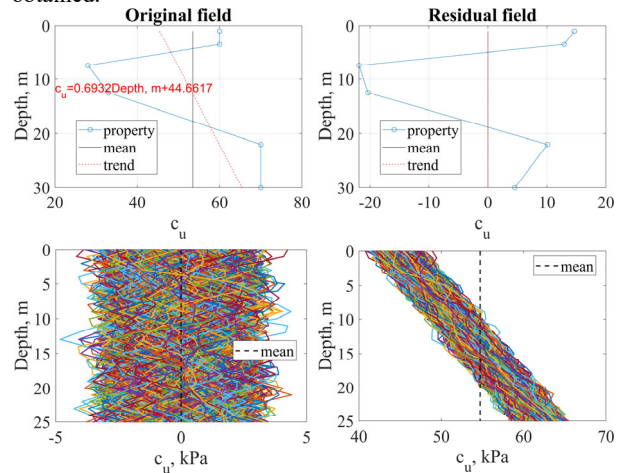 obtained.
Original field
0
10
20
30
Depth, m
c_u=0.6932Depth, m+44.6617
property
mean
trend
20 40 60 80
c_u
Residual field
0
10
20
30
Depth, m
property
mean
trend
-20 -10 0 10 20
c_u
0
5
10
15
20
25
Depth, m
mean
-5 0 5
c_u, kPa
0
5
10
15
20
25
Depth, m
mean
40 50 60 70
c_u, kPa